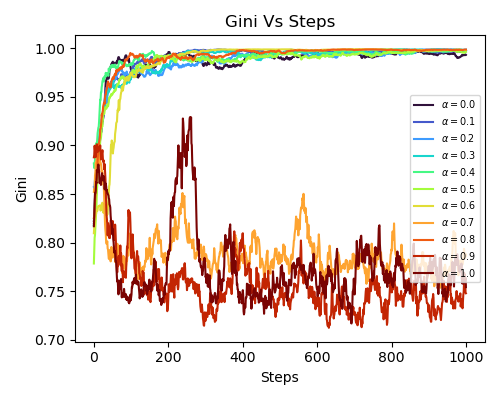 Gini Vs Steps
1.00
0.95
0.90
0.85
0.80
0.75
0.70
Gini
0
200
400
600
800
1000
Steps
α = 0.0
α = 0.1
α = 0.2
α = 0.3
α = 0.4
α = 0.5
α = 0.6
α = 0.7
α = 0.8
α = 0.9
α = 1.0